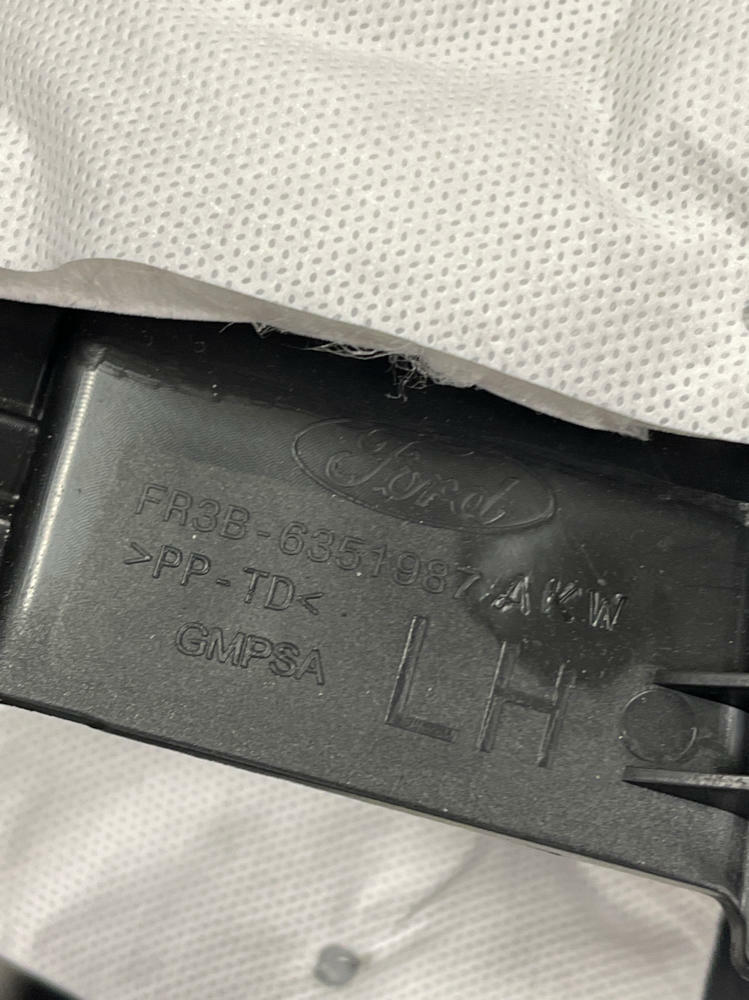 Ford
FR3B-6351987-AKW
>PP-TD<
GMPSA
LH